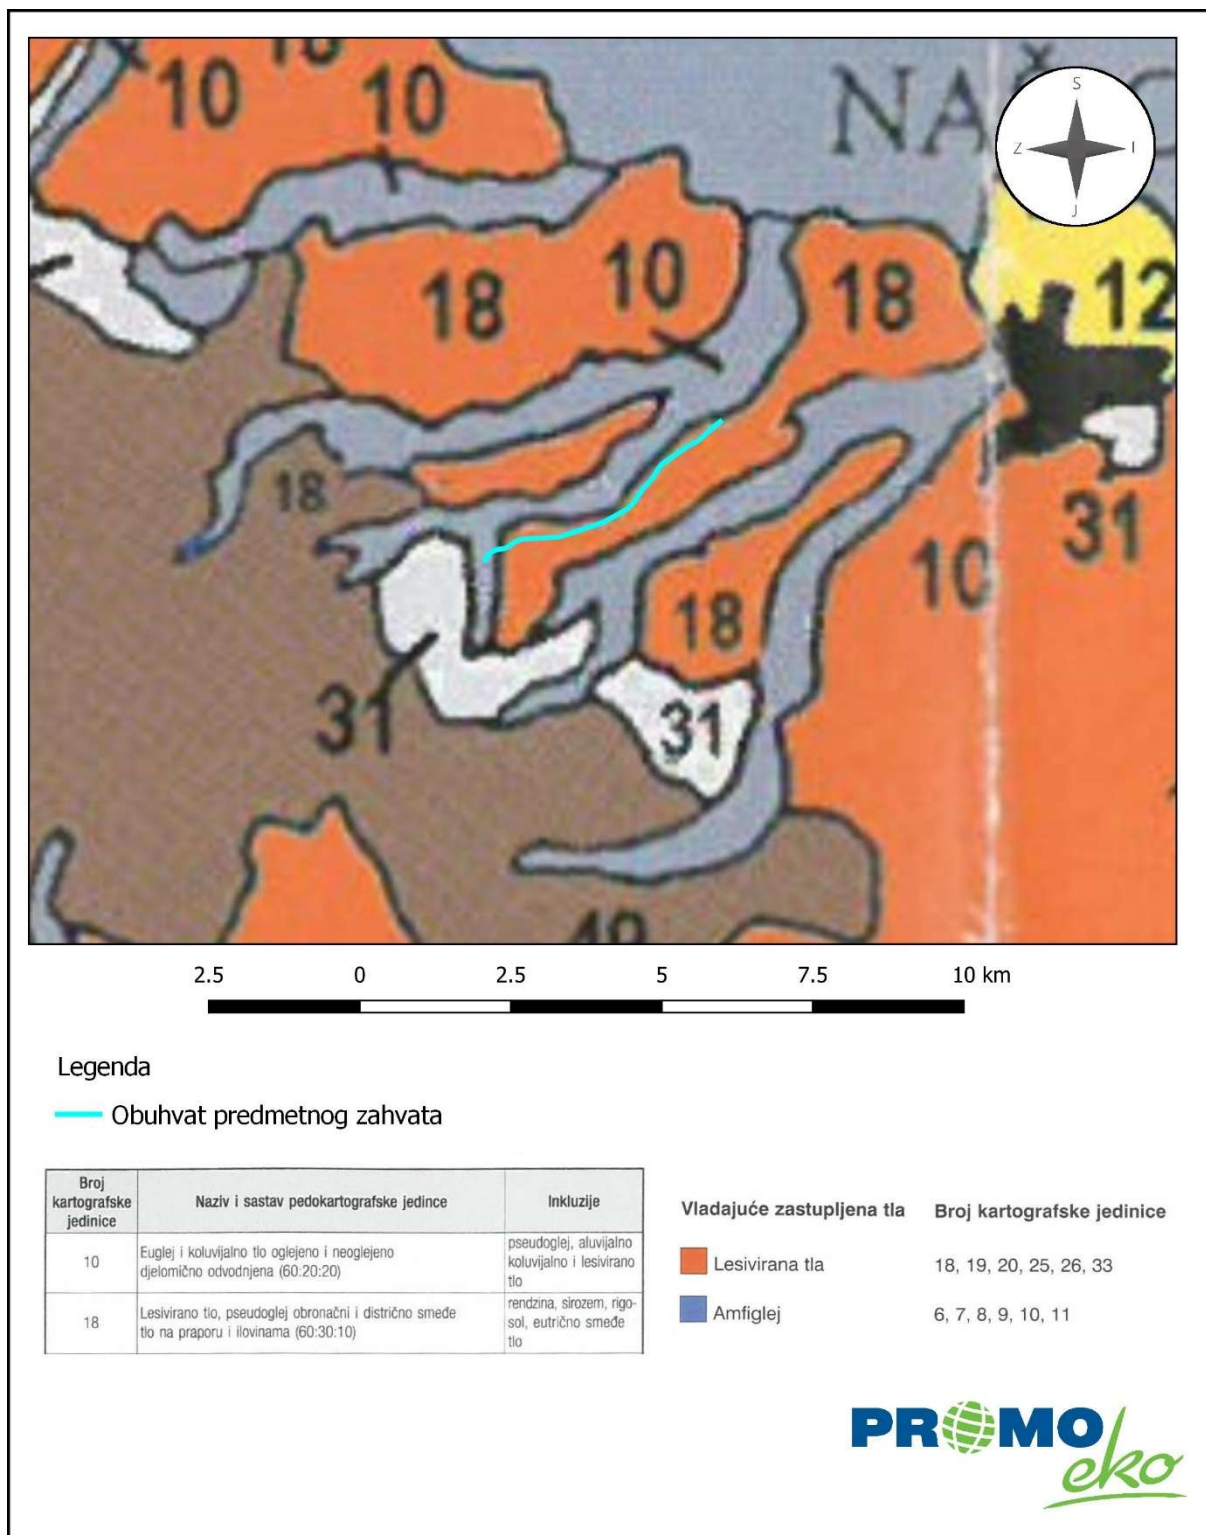 18
10
10
NA
C
S
Z
I
J
18
10
18
12
18
31
10
18
31
31
2.5 0 2.5 5 7.5 10 km
Legenda
Obuhvat predmetnog zahvata
Broj
kartografske
jedinice
Naziv i sastav pedokartografske jedince
Inkluzije
10
Euglej i koluvijalno tlo oglejeno i neoglejeno
djelomično odvodnjena (60:20:20)
pseudoglej, aluvijalno
koluvijalno i lesivirano
tlo
18
Lesivirano tlo, pseudoglej obronačni i distrično smeđe
tlo na praporu i ilovinama (60:30:10)
rendzina, sirozem, rigo-
sol, eutrično smeđe
tlo
Vladajuće zastupljena tla Broj kartografske jedinice
Lesivirana tla 18, 19, 20, 25, 26, 33
Amfiglej 6, 7, 8, 9, 10, 11
PROMO
eko